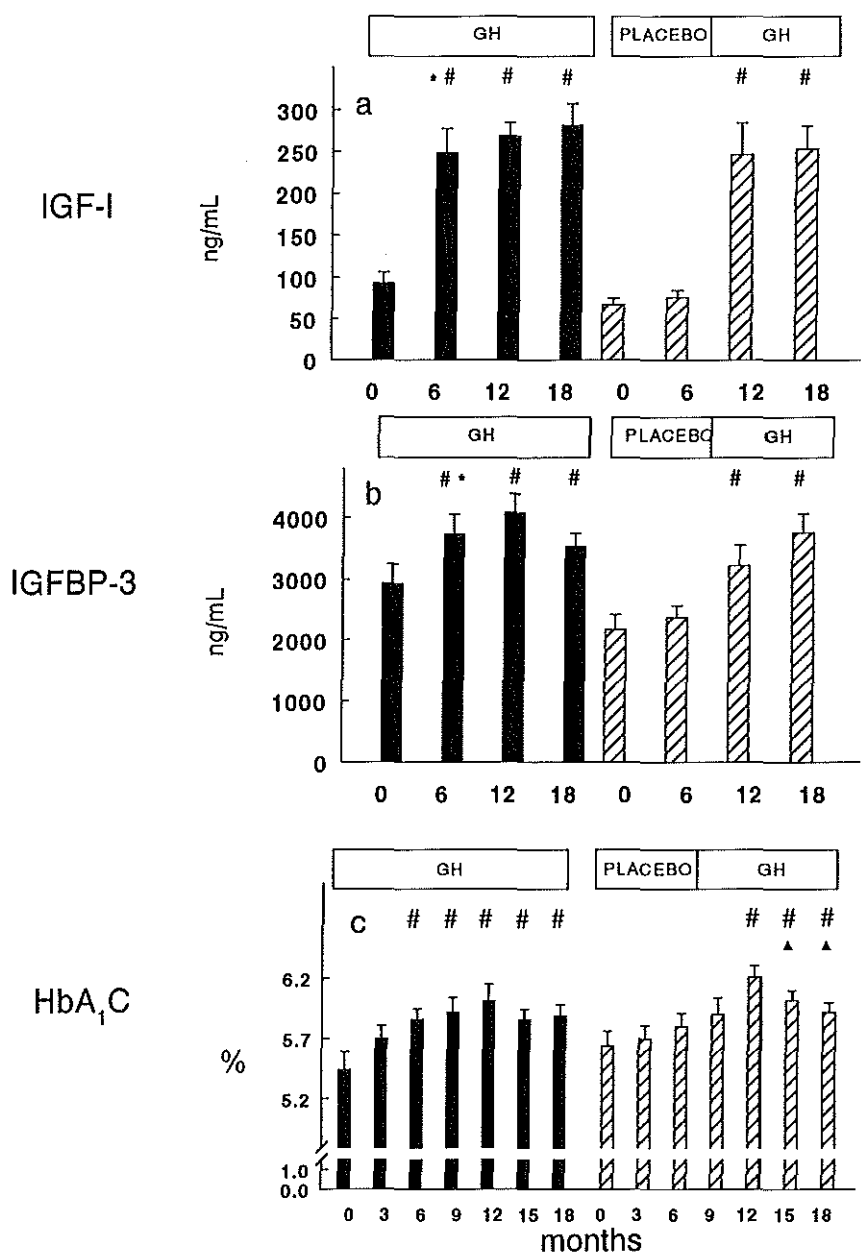 GH PLACEBO GH
* # # # # #
a
300
250
200
150
100
50
0
IGF-I
ng/mL
0 6 12 18 0 6 12 18
GH PLACEBO GH
# * # # # #
b
4000
3000
2000
1000
0
IGFBP-3
ng/mL
0 6 12 18 0 6 12 18
GH PLACEBO GH
c # # # # # # # #
▲ ▲
6.2
5.7
5.2
1.0
0.0
HbA1C
%
0 3 6 9 12 15 18 0 3 6 9 12 15 18
months